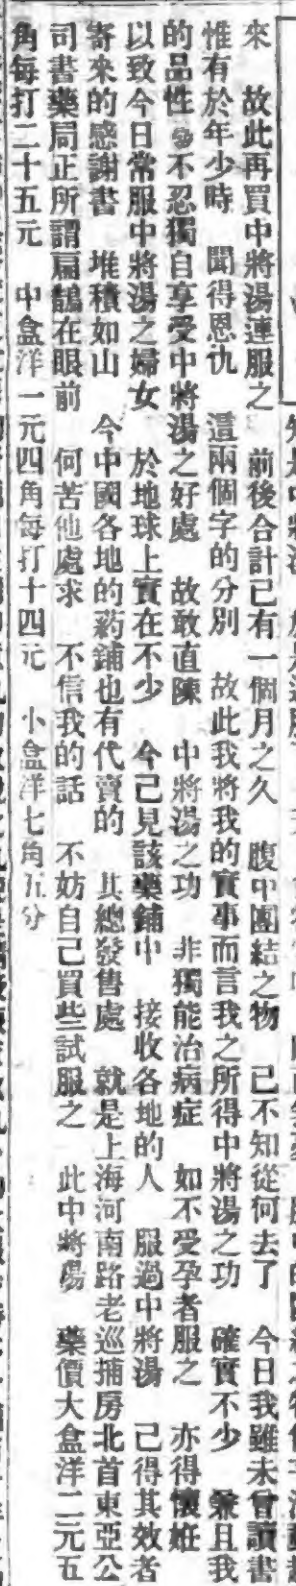 來　故此再買中將湯連服之　前後合計已有一個月之久　腹中團結之物　已不知從何去了　今日我雖未曾讀書
惟有於年少時　聞得恩仇　這兩個字的分別　故此我將我的實事而言我之所得中將湯之功　確實不少　兼且我
的品性　不忍獨自享受中將湯之好處　故敢直陳　中將湯之功　非獨能治病症　如不受孕者服之　亦得懷姙
以致今日常服中將湯之婦女　於地球上實在不少　今已見該藥鋪中　接收各地的人　服過中將湯　已得其效者
寄來的感謝書　堆積如山　今中國各地的葯鋪也有代賣的　其總發售處　就是上海河南路老巡捕房北首東亞公
司書藥局正所謂扁鵲在眼前　何苦他處求　不信我的話　不妨自己買些試服之　此中將湯　藥價大盒洋二元五
角每打二十五元　中盒洋一元四角每打十四元　小盒洋七角五分